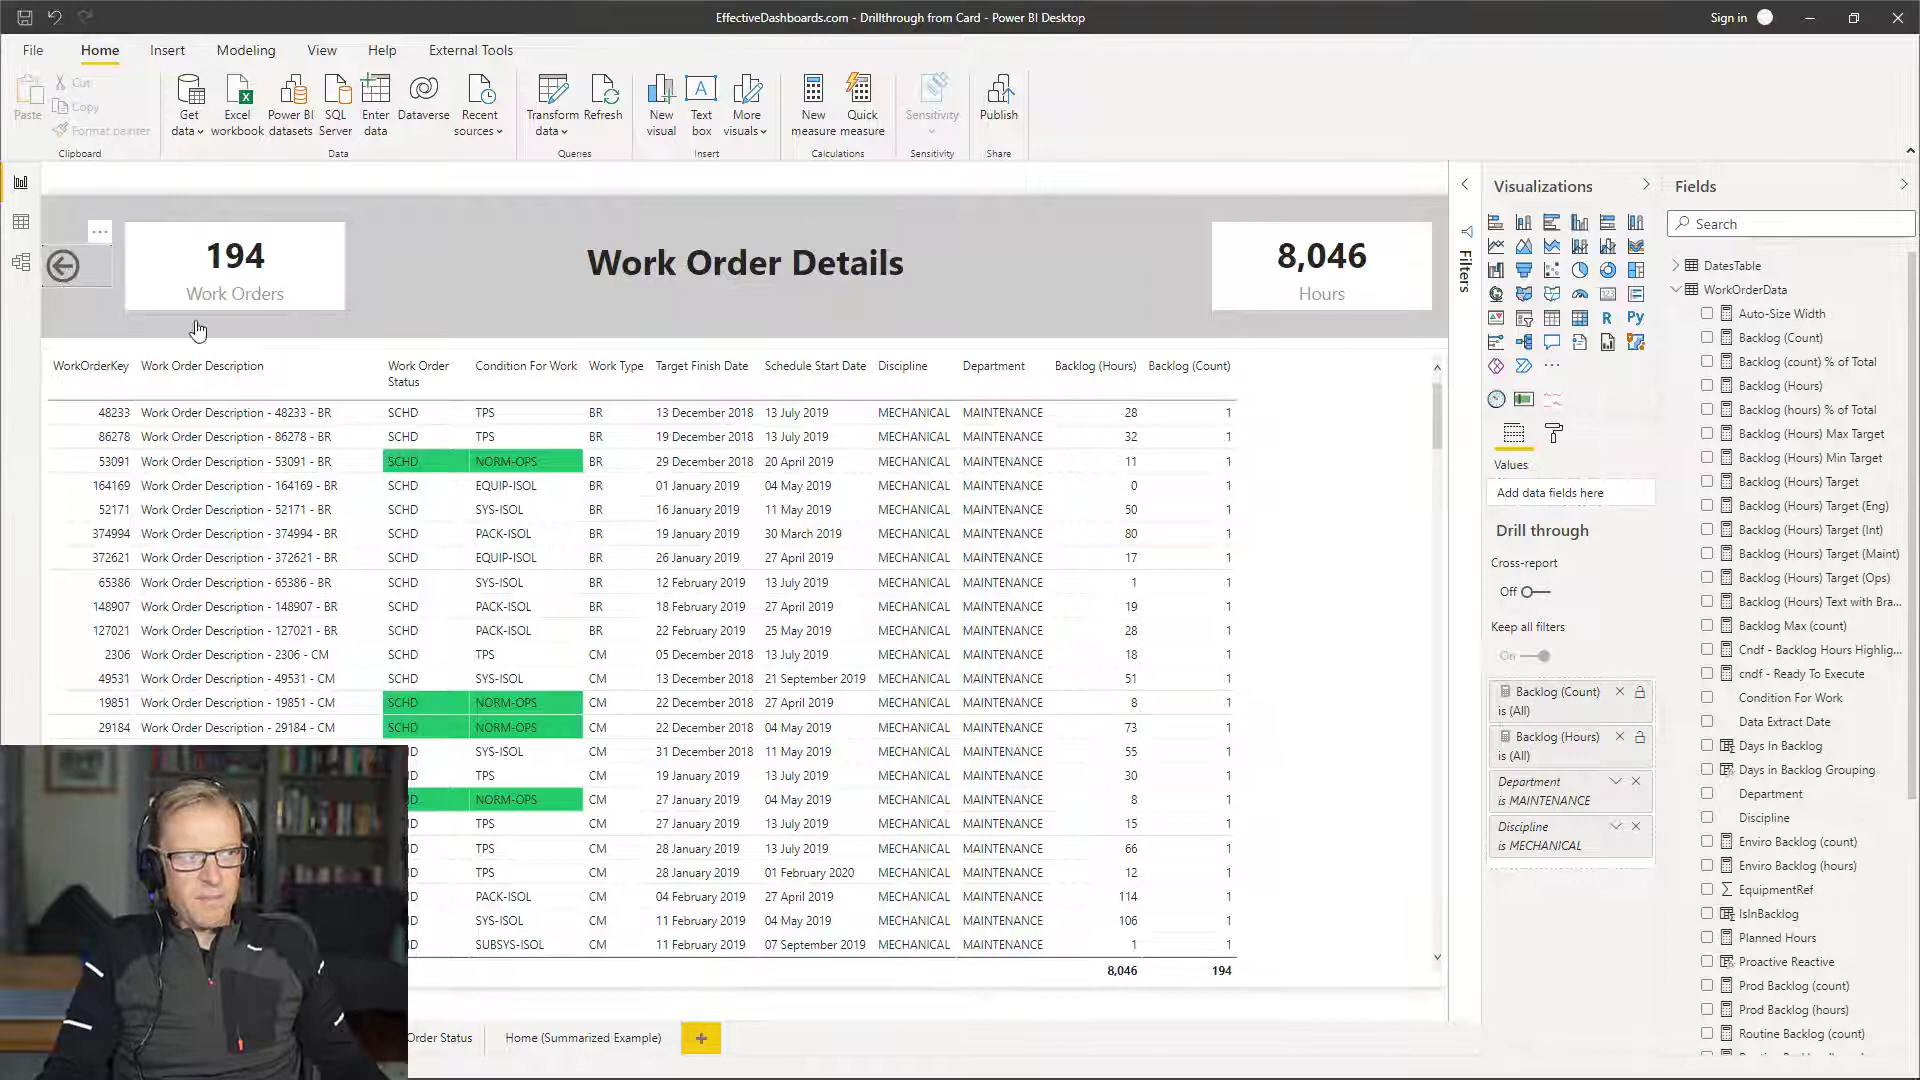 EffectiveDashboards.com - Drillthrough from Card - Power BI Desktop
Sign in
File Home Insert Modeling View Help External Tools
Paste
Cut
Copy
Format painter
Clipboard
Get data
Excel workbook
Power BI datasets
SQL Server
Enter data
Dataverse
Recent sources
Data
Transform data
Refresh
Queries
New visual
Text box
More visuals
Insert
New measure
Quick measure
Calculations
Sensitivity
Sensitivity
Publish
Share
194
Work Orders
Work Order Details
8,046
Hours
WorkOrderKey Work Order Description Work Order Status Condition For Work Work Type Target Finish Date Schedule Start Date Discipline Department Backlog (Hours) Backlog (Count)
48233 Work Order Description - 48233 - BR SCHD TPS BR 13 December 2018 13 July 2019 MECHANICAL MAINTENANCE 28 1
86278 Work Order Description - 86278 - BR SCHD TPS BR 19 December 2018 13 July 2019 MECHANICAL MAINTENANCE 32 1
53091 Work Order Description - 53091 - BR SCHD NORM-OPS BR 29 December 2018 20 April 2019 MECHANICAL MAINTENANCE 11 1
164169 Work Order Description - 164169 - BR SCHD EQUIP-ISOL BR 01 January 2019 04 May 2019 MECHANICAL MAINTENANCE 0 1
52171 Work Order Description - 52171 - BR SCHD SYS-ISOL BR 16 January 2019 11 May 2019 MECHANICAL MAINTENANCE 50 1
374994 Work Order Description - 374994 - BR SCHD PACK-ISOL BR 19 January 2019 30 March 2019 MECHANICAL MAINTENANCE 80 1
372621 Work Order Description - 372621 - BR SCHD EQUIP-ISOL BR 26 January 2019 27 April 2019 MECHANICAL MAINTENANCE 17 1
65386 Work Order Description - 65386 - BR SCHD SYS-ISOL BR 12 February 2019 13 July 2019 MECHANICAL MAINTENANCE 1 1
148907 Work Order Description - 148907 - BR SCHD PACK-ISOL BR 18 February 2019 27 April 2019 MECHANICAL MAINTENANCE 19 1
127021 Work Order Description - 127021 - BR SCHD PACK-ISOL BR 22 February 2019 25 May 2019 MECHANICAL MAINTENANCE 28 1
2306 Work Order Description - 2306 - CM SCHD TPS CM 05 December 2018 13 July 2019 MECHANICAL MAINTENANCE 18 1
49531 Work Order Description - 49531 - CM SCHD SYS-ISOL CM 13 December 2018 21 September 2019 MECHANICAL MAINTENANCE 51 1
19851 Work Order Description - 19851 - CM SCHD NORM-OPS CM 22 December 2018 27 April 2019 MECHANICAL MAINTENANCE 8 1
29184 Work Order Description - 29184 - CM SCHD NORM-OPS CM 22 December 2018 04 May 2019 MECHANICAL MAINTENANCE 73 1
HD SYS-ISOL CM 31 December 2018 11 May 2019 MECHANICAL MAINTENANCE 55 1
HD TPS CM 19 January 2019 13 July 2019 MECHANICAL MAINTENANCE 30 1
HD NORM-OPS CM 27 January 2019 04 May 2019 MECHANICAL MAINTENANCE 8 1
HD TPS CM 27 January 2019 13 July 2019 MECHANICAL MAINTENANCE 15 1
HD TPS CM 28 January 2019 13 July 2019 MECHANICAL MAINTENANCE 66 1
HD TPS CM 28 January 2019 01 February 2020 MECHANICAL MAINTENANCE 12 1
HD PACK-ISOL CM 04 February 2019 27 April 2019 MECHANICAL MAINTENANCE 114 1
HD SYS-ISOL CM 11 February 2019 04 May 2019 MECHANICAL MAINTENANCE 106 1
HD SUBSYS-ISOL CM 11 February 2019 07 September 2019 MECHANICAL MAINTENANCE 1 1
8,046 194
Order Status
Home (Summarized Example)
+
Filters
Visualizations
R
Py
Values
Add data fields here
Drill through
Cross-report
Off
Keep all filters
On
Backlog (Count)
is (All)
Backlog (Hours)
is (All)
Department
is MAINTENANCE
Discipline
is MECHANICAL
Fields
Search
DatesTable
WorkOrderData
Auto-Size Width
Backlog (Count)
Backlog (count) % of Total
Backlog (Hours)
Backlog (hours) % of Total
Backlog (Hours) Max Target
Backlog (Hours) Min Target
Backlog (Hours) Target
Backlog (Hours) Target (Eng)
Backlog (Hours) Target (Int)
Backlog (Hours) Target (Maint)
Backlog (Hours) Target (Ops)
Backlog (Hours) Text with Bra...
Backlog Max (count)
Cndf - Backlog Hours Highlig...
cndf - Ready To Execute
Condition For Work
Data Extract Date
Days In Backlog
Days in Backlog Grouping
Department
Discipline
Enviro Backlog (count)
Enviro Backlog (hours)
EquipmentRef
IsInBacklog
Planned Hours
Proactive Reactive
Prod Backlog (count)
Prod Backlog (hours)
Routine Backlog (count)